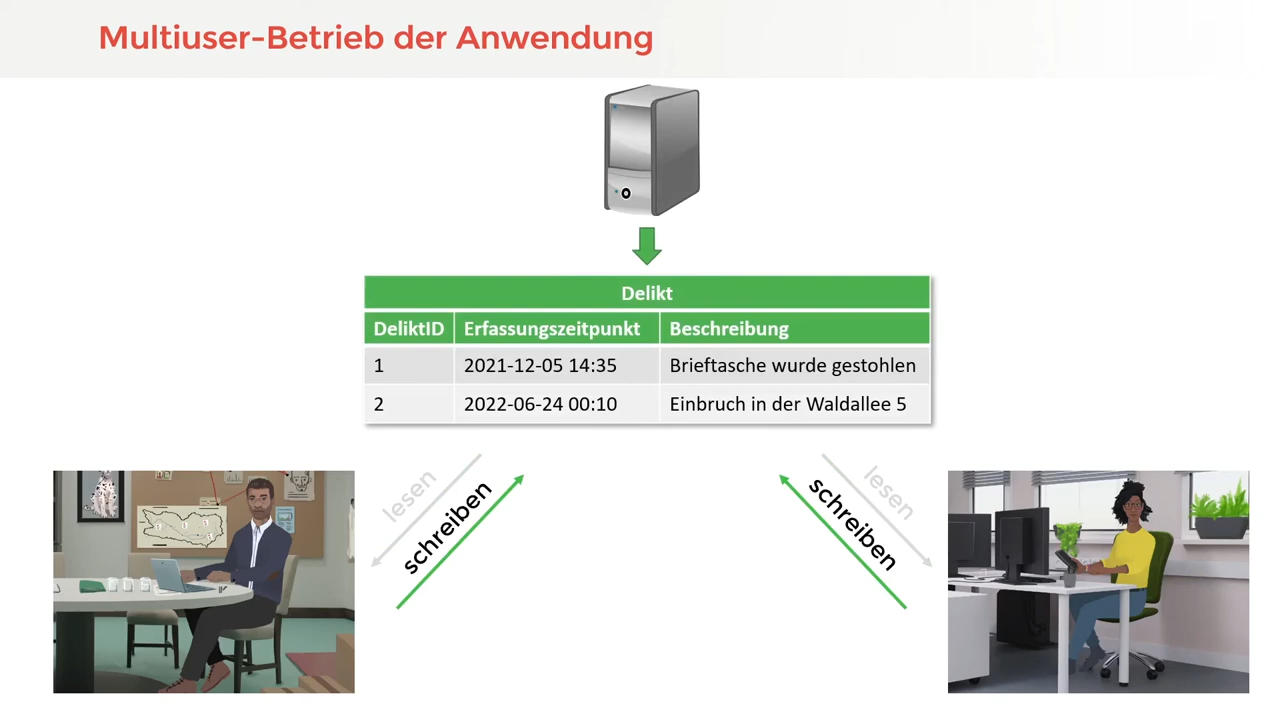 Multiuser-Betrieb der Anwendung
Delikt
DeliktID Erfassungszeitpunkt Beschreibung
1 2021-12-05 14:35 Brieftasche wurde gestohlen
2 2022-06-24 00:10 Einbruch in der Waldallee 5
lesen
schreiben
schreiben
lesen